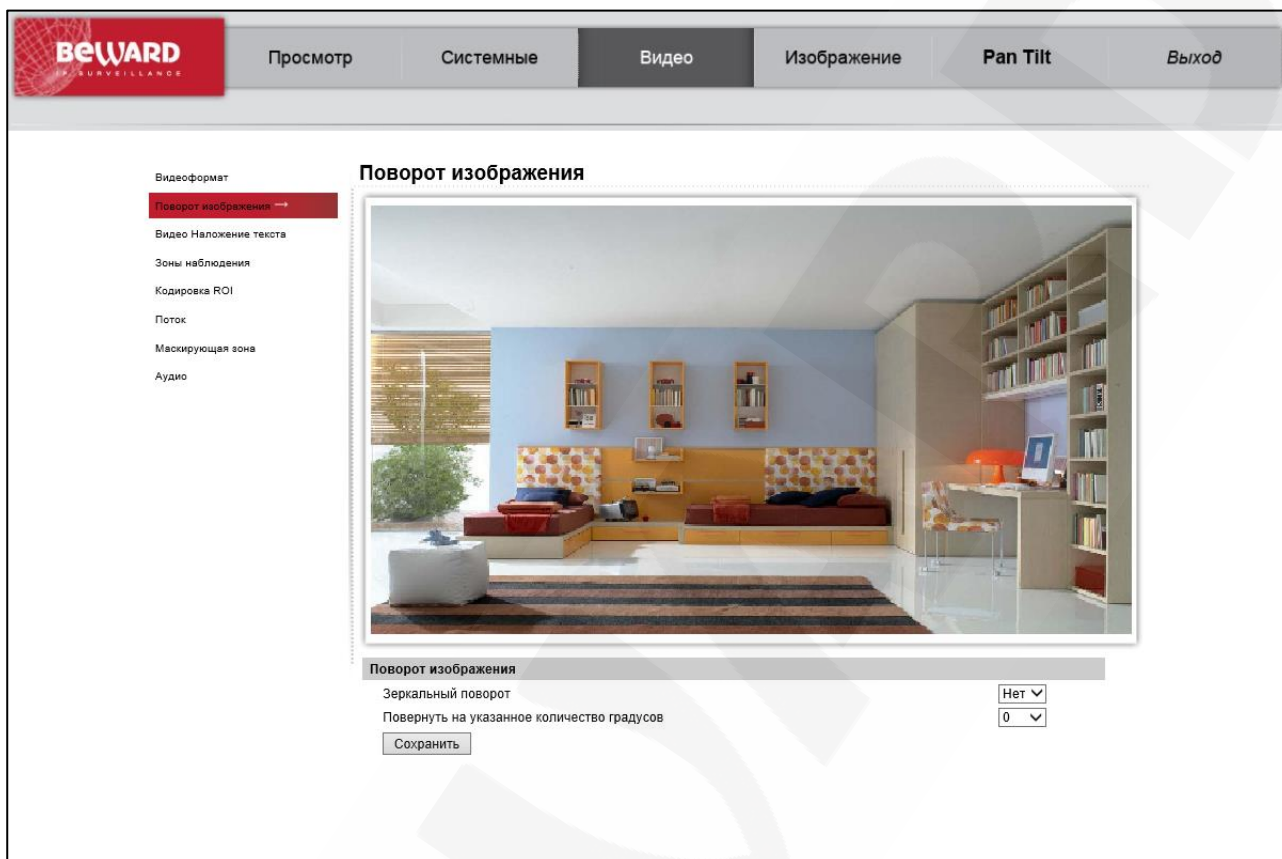 BEWARD
IP SURVEILLANCE
Просмотр
Системные
Видео
Изображение
Pan Tilt
Выход
Видеоформат
Поворот изображения →
Видео Наложение текста
Зоны наблюдения
Кодировка ROI
Поток
Маскирующая зона
Аудио
Поворот изображения
Поворот изображения
Зеркальный поворот
Нет
Повернуть на указанное количество градусов
0
Сохранить